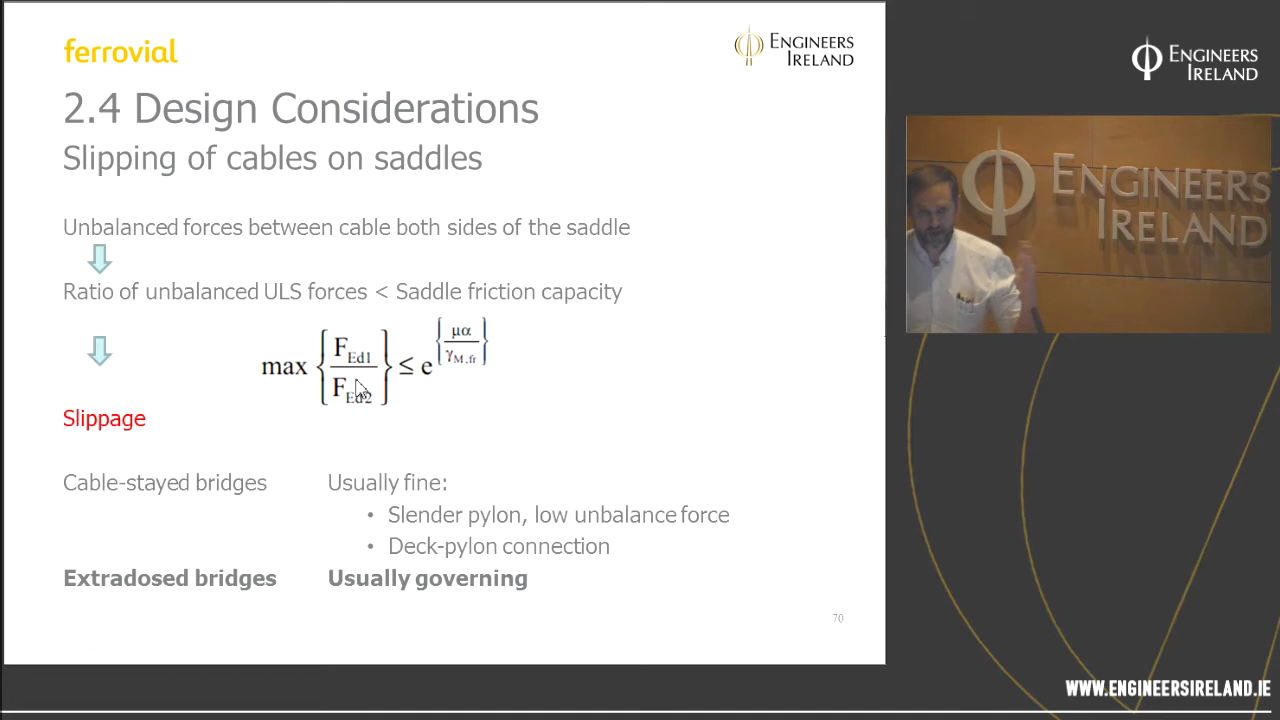 ferrovial
ENGINEERS
IRELAND
2.4 Design Considerations
Slipping of cables on saddles
Unbalanced forces between cable both sides of the saddle
Ratio of unbalanced ULS forces < Saddle friction capacity
max { F_Ed1 / F_Ed2 } ≤ e^{ μα / γ_M,fr }
Slippage
Cable-stayed bridges Usually fine:
• Slender pylon, low unbalance force
• Deck-pylon connection
Extradosed bridges Usually governing
70
ENGINEERS
IRELAND
ENGINEERS
IRELAND
WWW.ENGINEERSIRELAND.IE